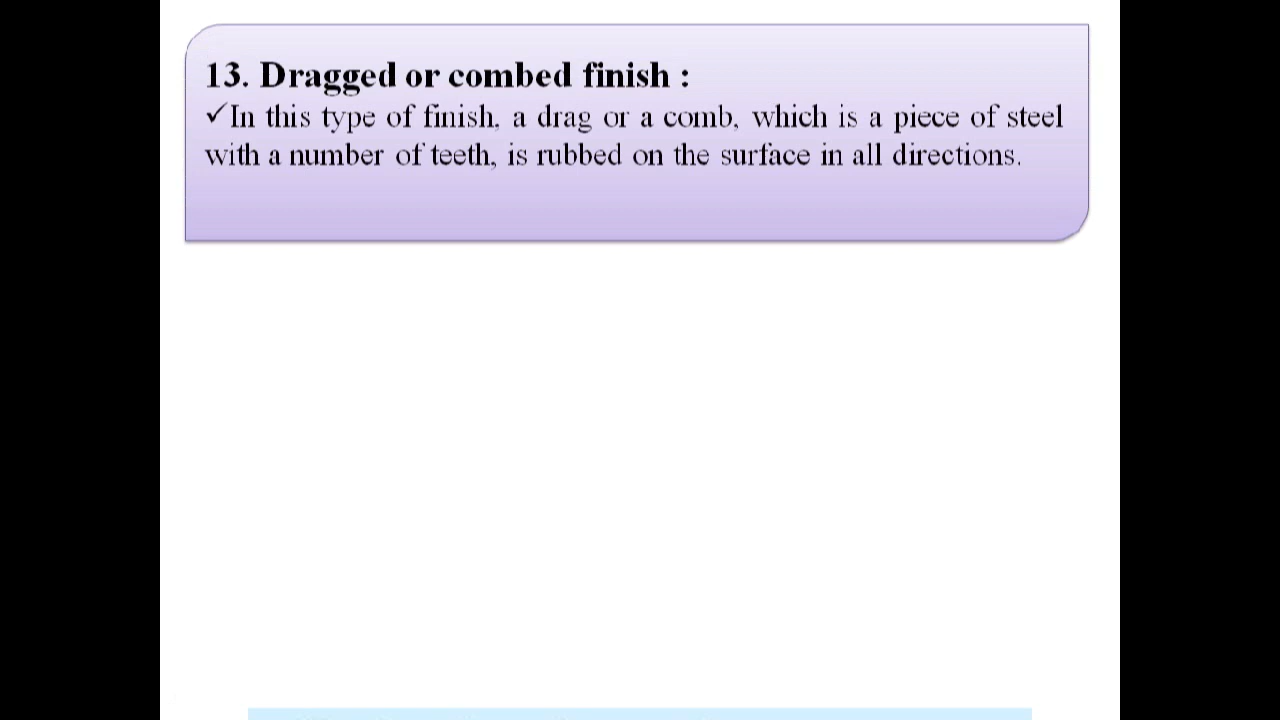 13. Dragged or combed finish :
✓In this type of finish, a drag or a comb, which is a piece of steel
with a number of teeth, is rubbed on the surface in all directions.